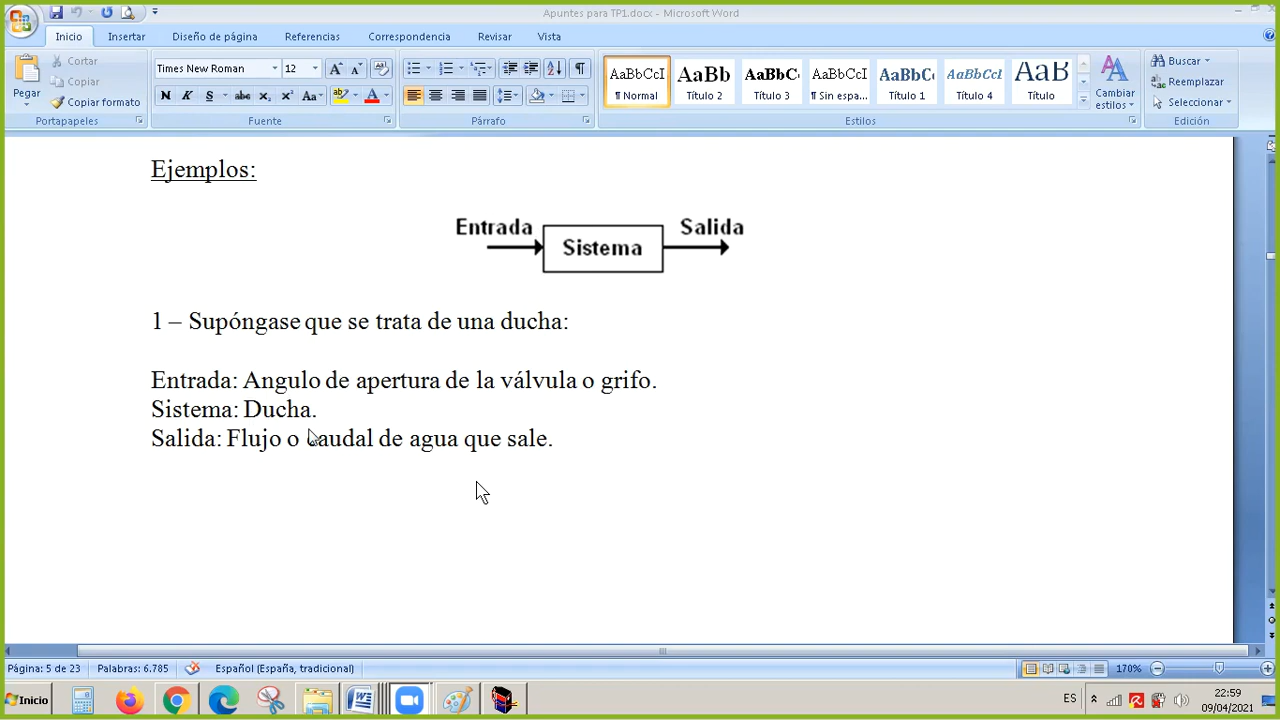 Apuntes para TP1.docx - Microsoft Word
Inicio Insertar Diseño de página Referencias Correspondencia Revisar Vista
Cortar
Copiar
Copiar formato
Pegar
Portapapeles
Times New Roman 12
N K S abc x₂ x² Aa
Fuente
Párrafo
AaBbCcI AaBb AaBbC AaBbCcI AaBbC AaBbCcI AaB
¶ Normal Título 2 Título 3 ¶ Sin espa... Título 1 Título 4 Título
Cambiar estilos
Estilos
Buscar
Reemplazar
Seleccionar
Edición
Ejemplos:
Entrada Sistema Salida
1 – Supóngase que se trata de una ducha:
Entrada: Angulo de apertura de la válvula o grifo.
Sistema: Ducha.
Salida: Flujo o caudal de agua que sale.
Página: 5 de 23 Palabras: 6.785 Español (España, tradicional) 170%
Inicio ES 22:59
09/04/2021